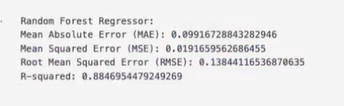 Random Forest Regressor:
Mean Absolute Error (MAE): 0.09916728843282946
Mean Squared Error (MSE): 0.0191659562686455
Root Mean Squared Error (RMSE): 0.13844116536870635
R-squared: 0.8846954479249269